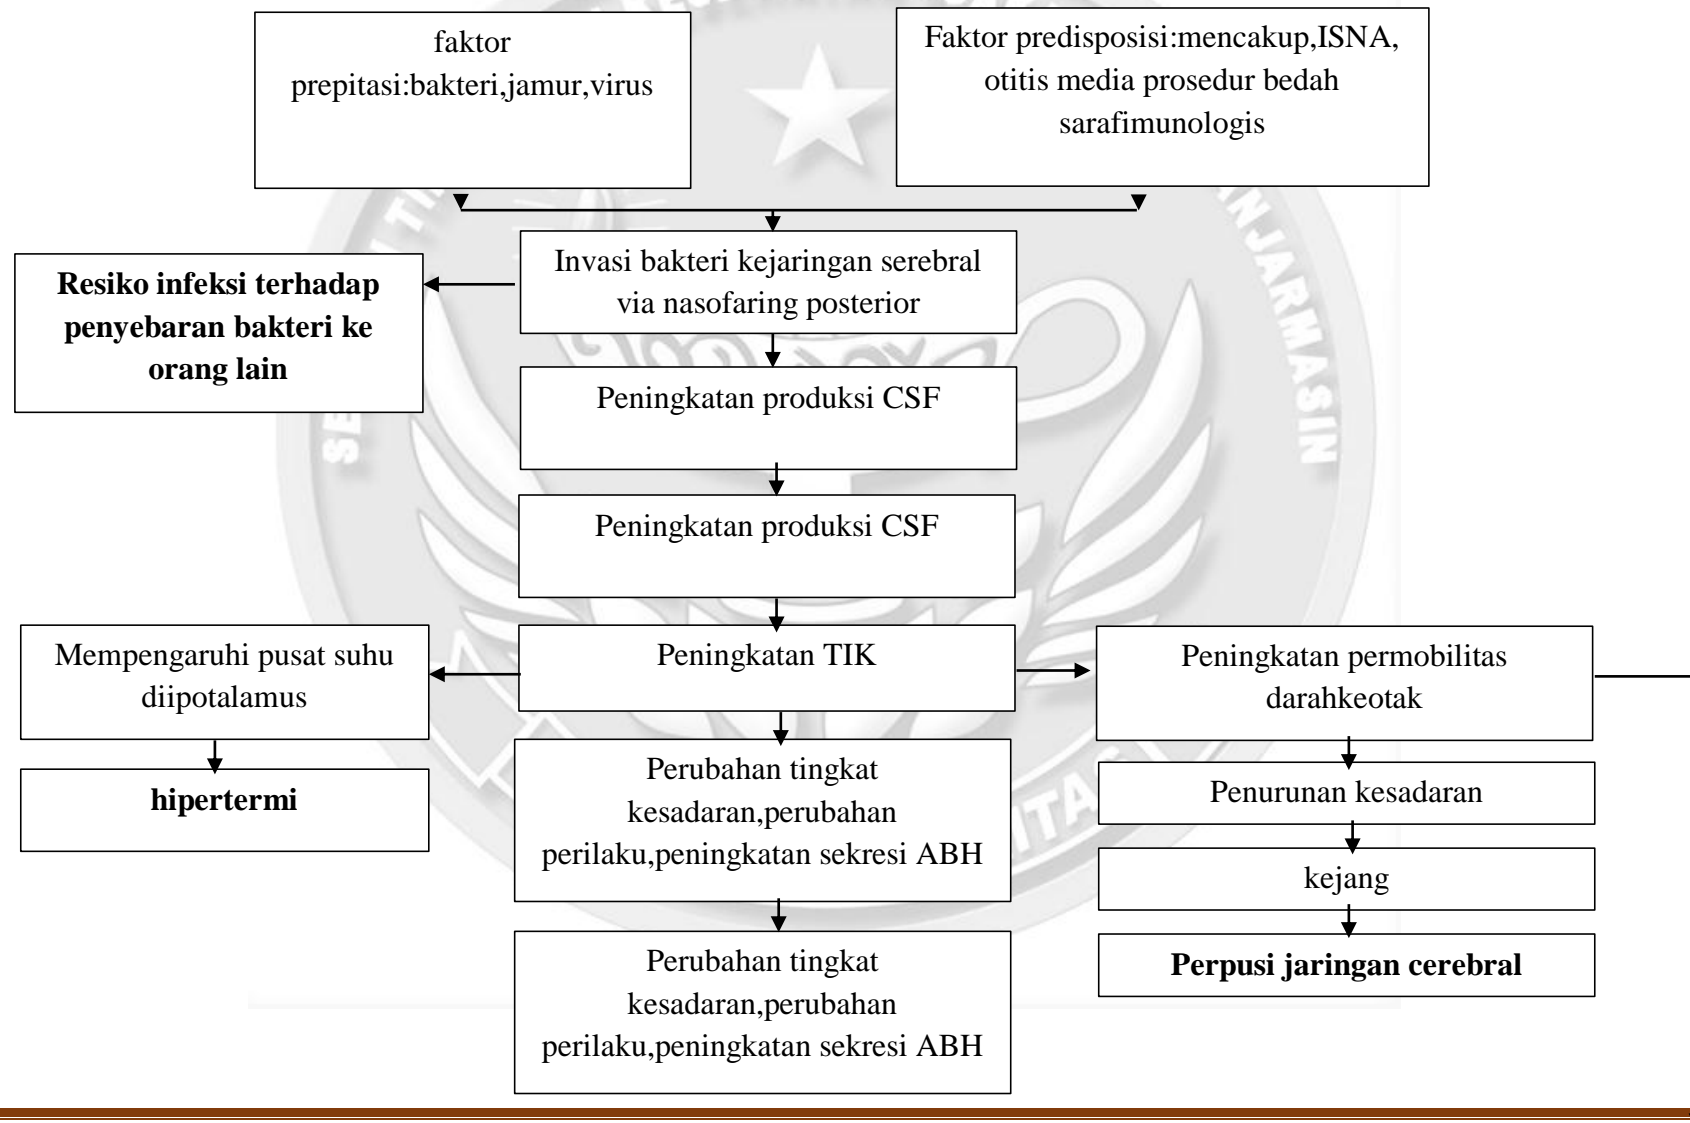 faktor
prepitasi:bakteri,jamur,virus
Faktor predisposisi:mencakup,ISNA,
otitis media prosedur bedah
sarafimunologis
Invasi bakteri kejaringan serebral
via nasofaring posterior
Resiko infeksi terhadap
penyebaran bakteri ke
orang lain
Peningkatan produksi CSF
Peningkatan produksi CSF
Mempengaruhi pusat suhu
diipotalamus
Peningkatan TIK
Peningkatan permobilitas
darahkeotak
hipertermi
Perubahan tingkat
kesadaran,perubahan
perilaku,peningkatan sekresi ABH
Penurunan kesadaran
kejang
Perpusi jaringan cerebral
Perubahan tingkat
kesadaran,perubahan
perilaku,peningkatan sekresi ABH